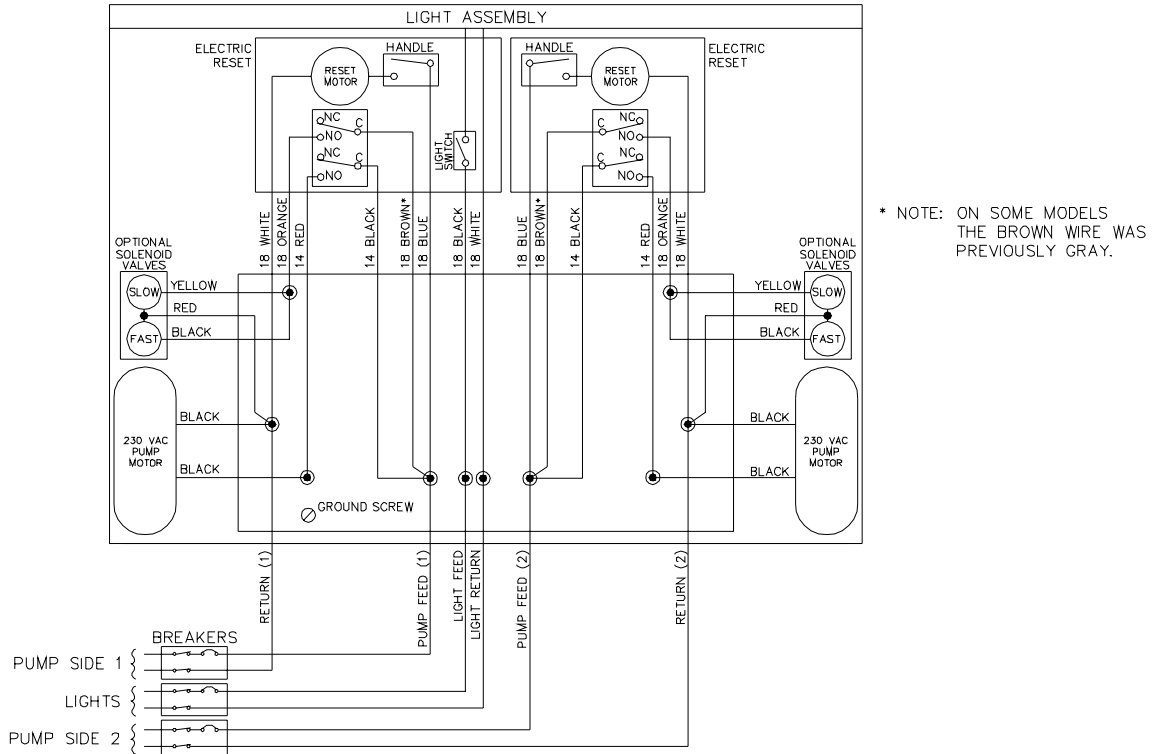 LIGHT ASSEMBLY
ELECTRIC
RESET
HANDLE
HANDLE
ELECTRIC
RESET
RESET
MOTOR
RESET
MOTOR
NC
C
NO
NC
C
NO
LIGHT
SWITCH
C
NC
NO
C
NC
NO
18 WHITE
18 ORANGE
14 RED
14 BLACK
18 BROWN*
18 BLUE
18 BLACK
18 WHITE
18 BLUE
18 BROWN*
14 BLACK
14 RED
18 ORANGE
18 WHITE
* NOTE: ON SOME MODELS
THE BROWN WIRE WAS
PREVIOUSLY GRAY.
OPTIONAL
SOLENOID
VALVES
SLOW
YELLOW
RED
FAST
BLACK
OPTIONAL
SOLENOID
VALVES
YELLOW
SLOW
RED
BLACK
FAST
BLACK
230 VAC
PUMP
MOTOR
BLACK
BLACK
230 VAC
PUMP
MOTOR
BLACK
GROUND SCREW
RETURN (1)
PUMP FEED (1)
LIGHT FEED
LIGHT RETURN
PUMP FEED (2)
RETURN (2)
BREAKERS
PUMP SIDE 1
LIGHTS
PUMP SIDE 2